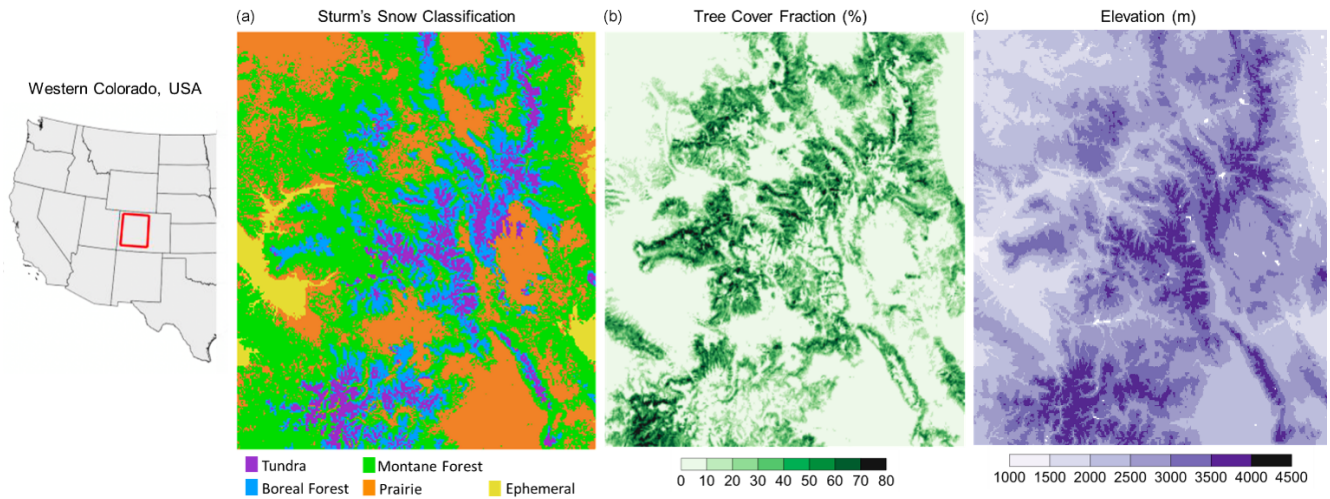 Western Colorado, USA
(a) Sturm's Snow Classification
Tundra
Montane Forest
Boreal Forest
Prairie
Ephemeral
(b) Tree Cover Fraction (%)
0 10 20 30 40 50 60 70 80
(c) Elevation (m)
1000 1500 2000 2500 3000 3500 4000 4500